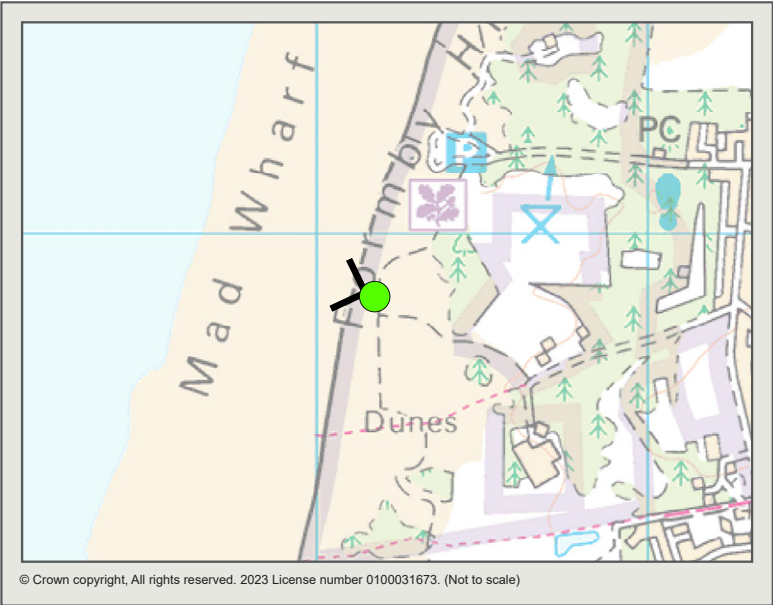 Mad Wharf
Formby Hi
P
PC
Dunes
© Crown copyright, All rights reserved. 2023 License number 0100031673. (Not to scale)